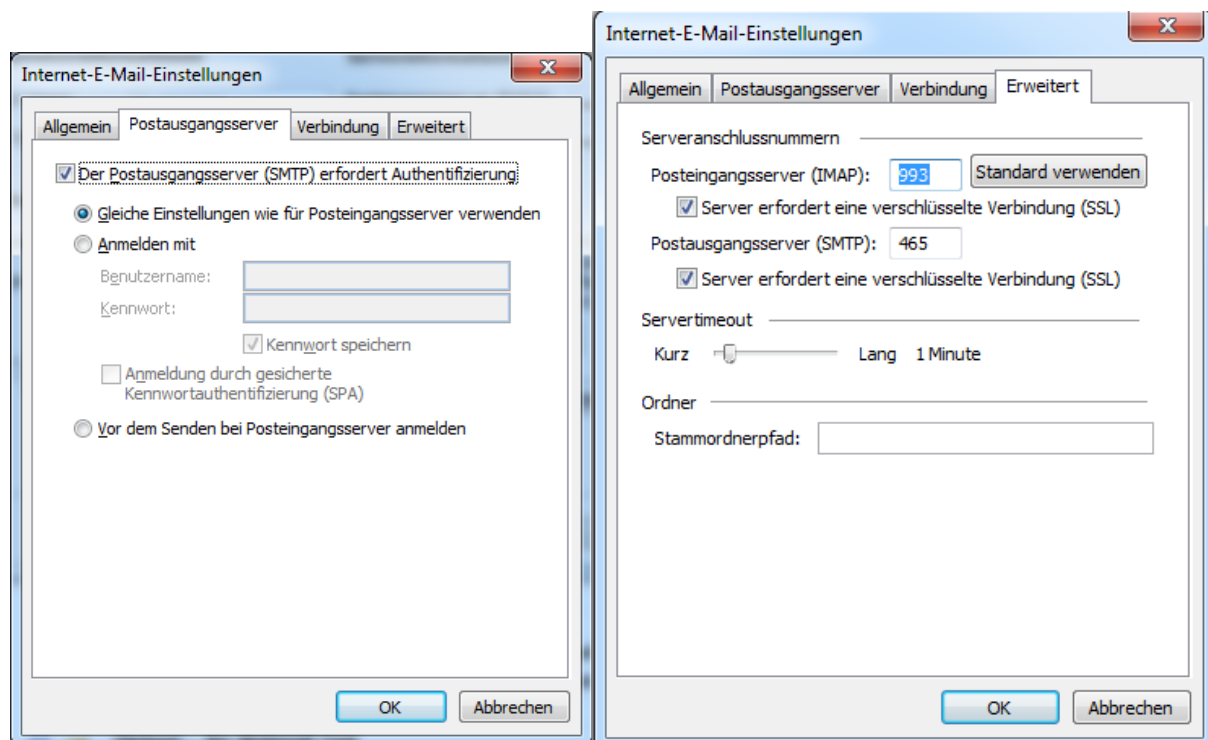 Internet-E-Mail-Einstellungen
Allgemein Postausgangsserver Verbindung Erweitert
Der Postausgangsserver (SMTP) erfordert Authentifizierung
Gleiche Einstellungen wie für Posteingangsserver verwenden
Anmelden mit
Benutzername:
Kennwort:
Kennwort speichern
Anmeldung durch gesicherte
Kennwortauthentifizierung (SPA)
Vor dem Senden bei Posteingangsserver anmelden
OK Abbrechen
Internet-E-Mail-Einstellungen
Allgemein Postausgangsserver Verbindung Erweitert
Serveranschlussnummern
Posteingangsserver (IMAP): 993 Standard verwenden
Server erfordert eine verschlüsselte Verbindung (SSL)
Postausgangsserver (SMTP): 465
Server erfordert eine verschlüsselte Verbindung (SSL)
Servertimeout
Kurz Lang 1 Minute
Ordner
Stammordnerpfad:
OK Abbrechen